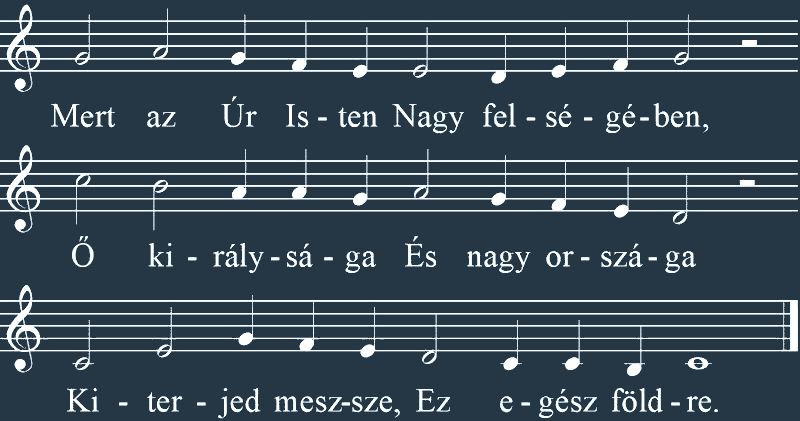 Mert az Úr Is - ten Nagy fel - sé - gé - ben,
Ő ki - rály - sá - ga És nagy or - szá - ga
Ki - ter - jed mesz-sze, Ez e - gész föld - re.